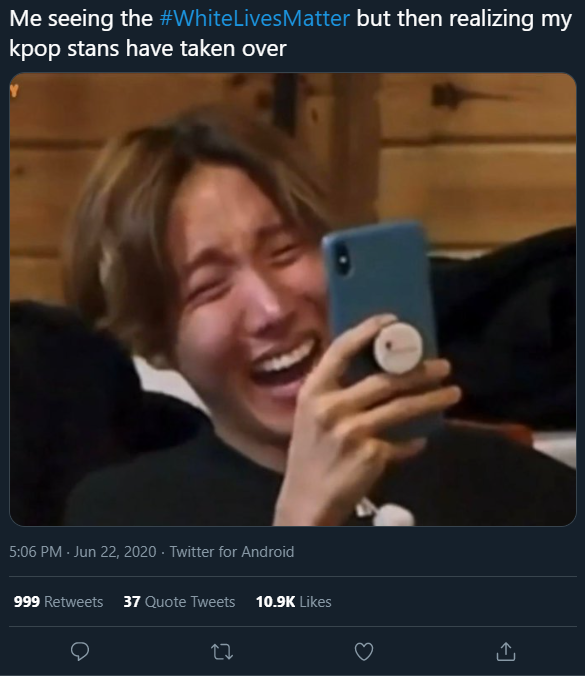 Me seeing the #WhiteLivesMatter but then realizing my
kpop stans have taken over
5:06 PM · Jun 22, 2020 · Twitter for Android
999 Retweets 37 Quote Tweets 10.9K Likes